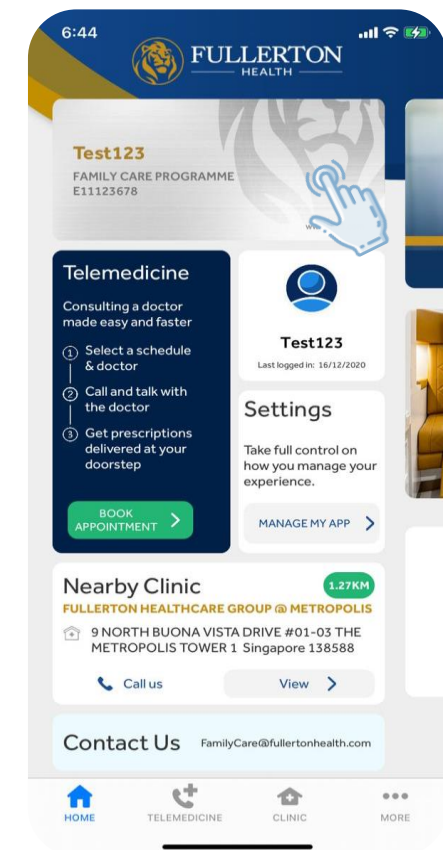 6:44
FULLERTON
HEALTH
Test123
FAMILY CARE PROGRAMME
E11123678
Telemedicine
Consulting a doctor
made easy and faster
1 Select a schedule
& doctor
2 Call and talk with
the doctor
3 Get prescriptions
delivered at your
doorstep
BOOK
APPOINTMENT
Test123
Last logged in: 16/12/2020
Settings
Take full control on
how you manage your
experience.
MANAGE MY APP
Nearby Clinic
1.27KM
FULLERTON HEALTHCARE GROUP @ METROPOLIS
9 NORTH BUONA VISTA DRIVE #01-03 THE
METROPOLIS TOWER 1 Singapore 138588
Call us
View
Contact Us
FamilyCare@fullertonhealth.com
HOME
TELEMEDICINE
CLINIC
MORE